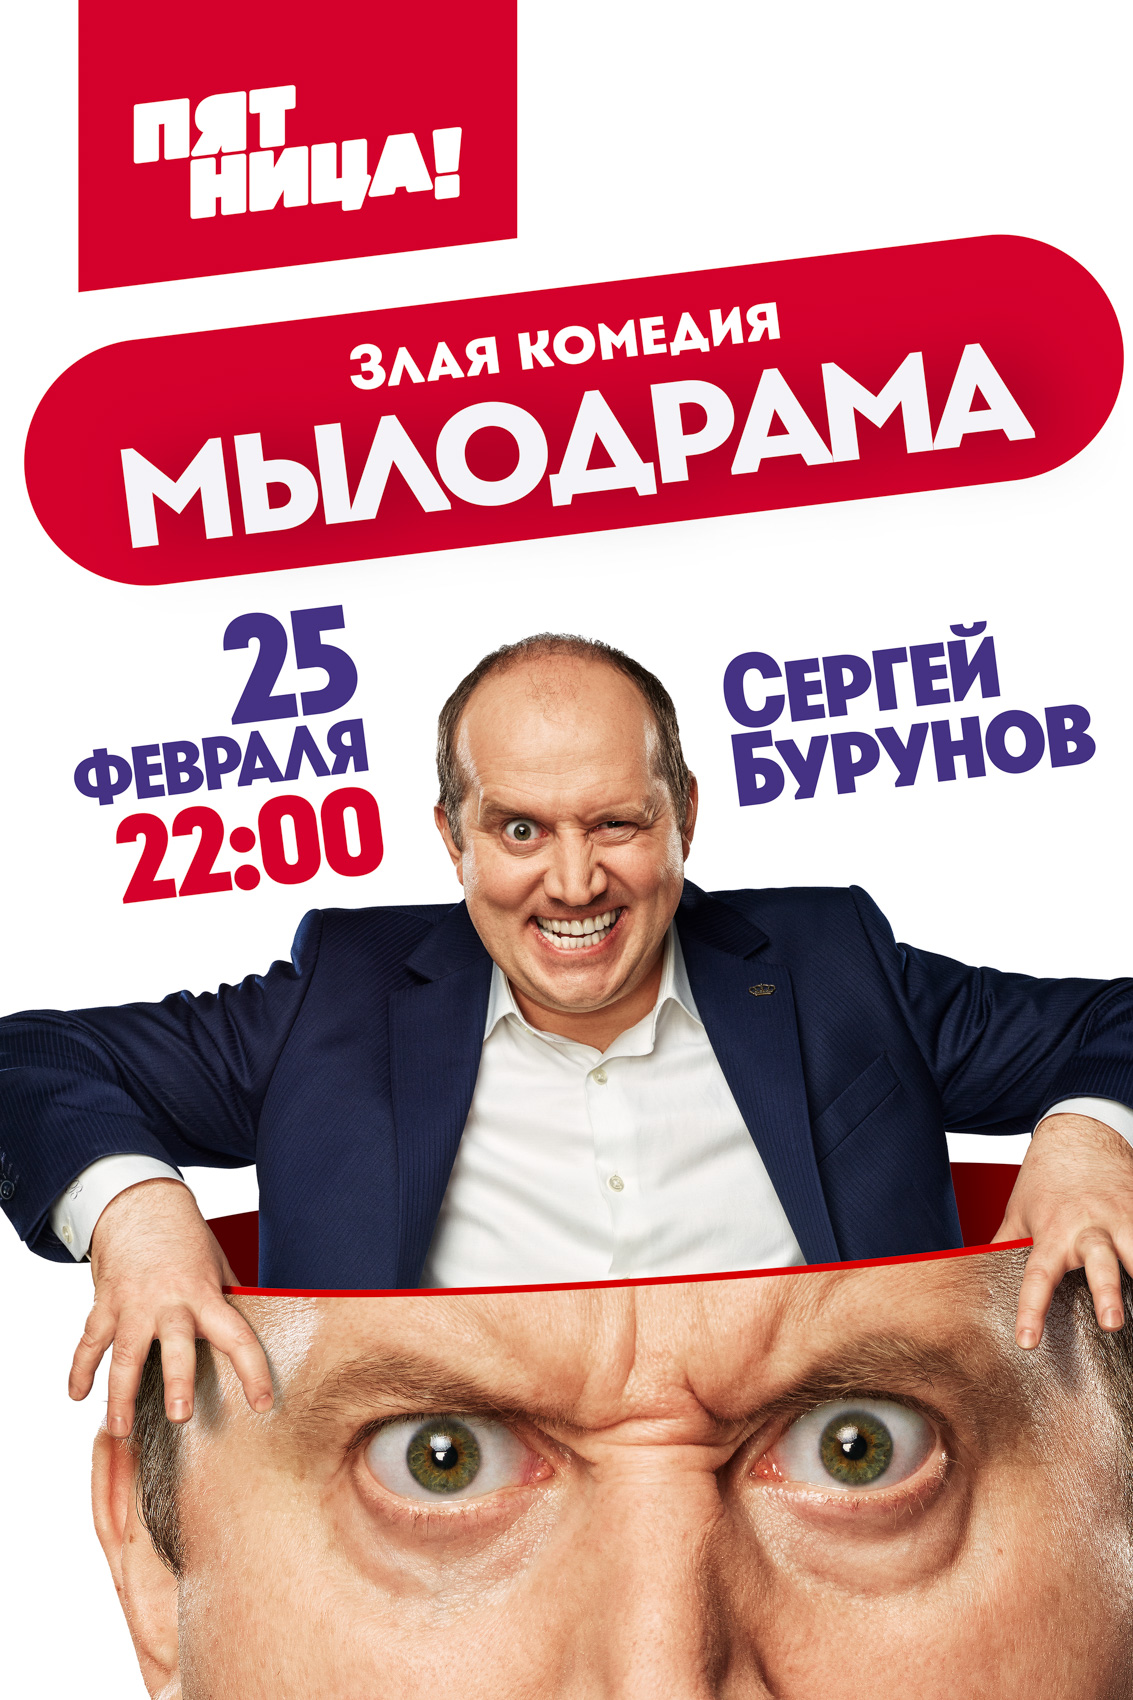 ПЯТ
НИЦА!
ЗЛАЯ КОМЕДИЯ
МЫЛОДРАМА
25
ФЕВРАЛЯ
22:00
СЕРГЕЙ
БУРУНОВ